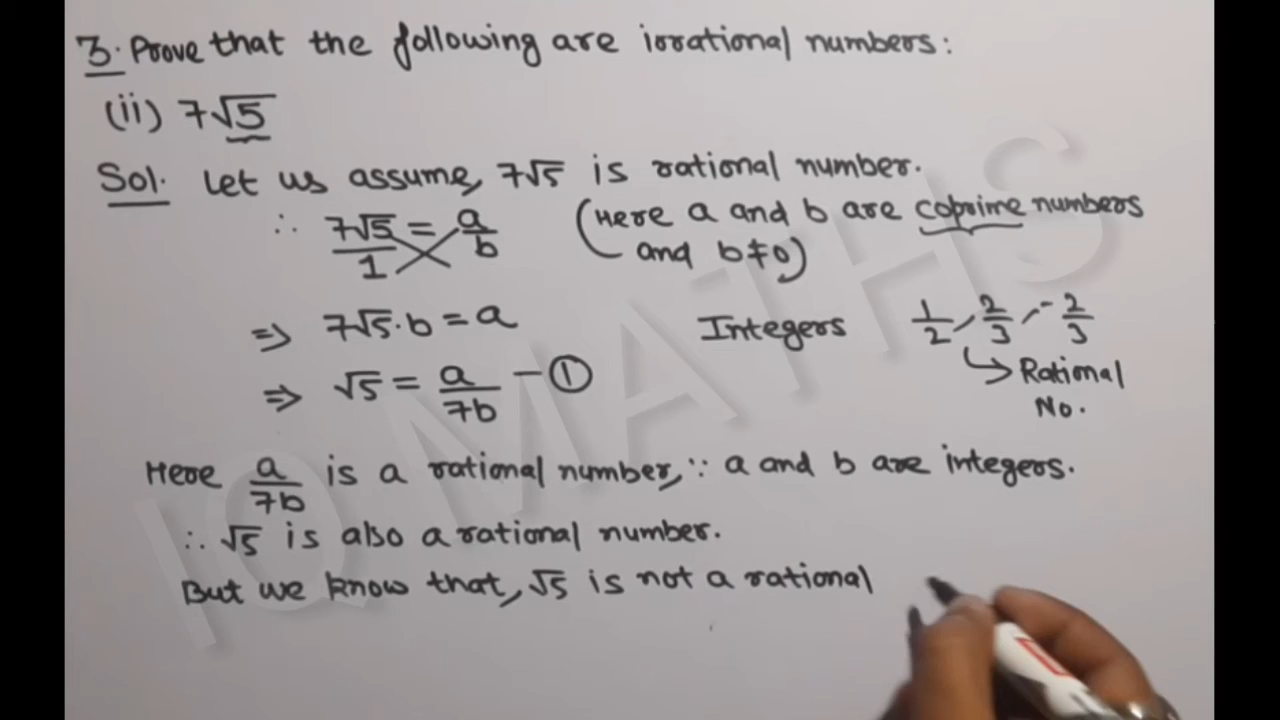 3. Prove that the following are irrational numbers:
(ii) 7√5
Sol. Let us assume, 7√5 is rational number.
∴ 7√5/1 = a/b (Here a and b are coprime numbers
and b≠0)
⇒ 7√5·b = a Integers 1/2, 2/3, -2/3
⇒ √5 = a/7b - ① → Rational
No.
Here a/7b is a rational number, ∵ a and b are integers.
∴ √5 is also a rational number.
But we know that, √5 is not a rational
IQ MATHS